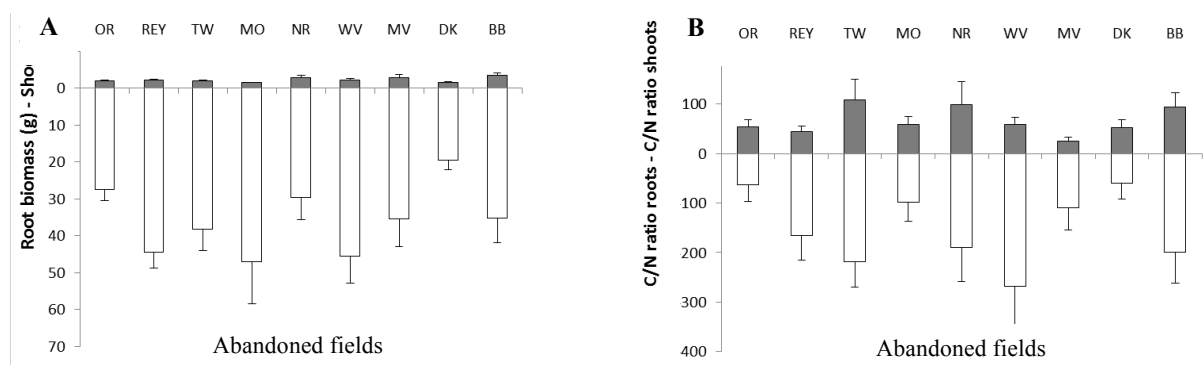 A OR REY TW MO NR WV MV DK BB
Root biomass (g) - Sho
0
10
20
30
40
50
60
70
Abandoned fields
B OR REY TW MO NR WV MV DK BB
C/N ratio roots - C/N ratio shoots
100
0
100
200
300
400
Abandoned fields